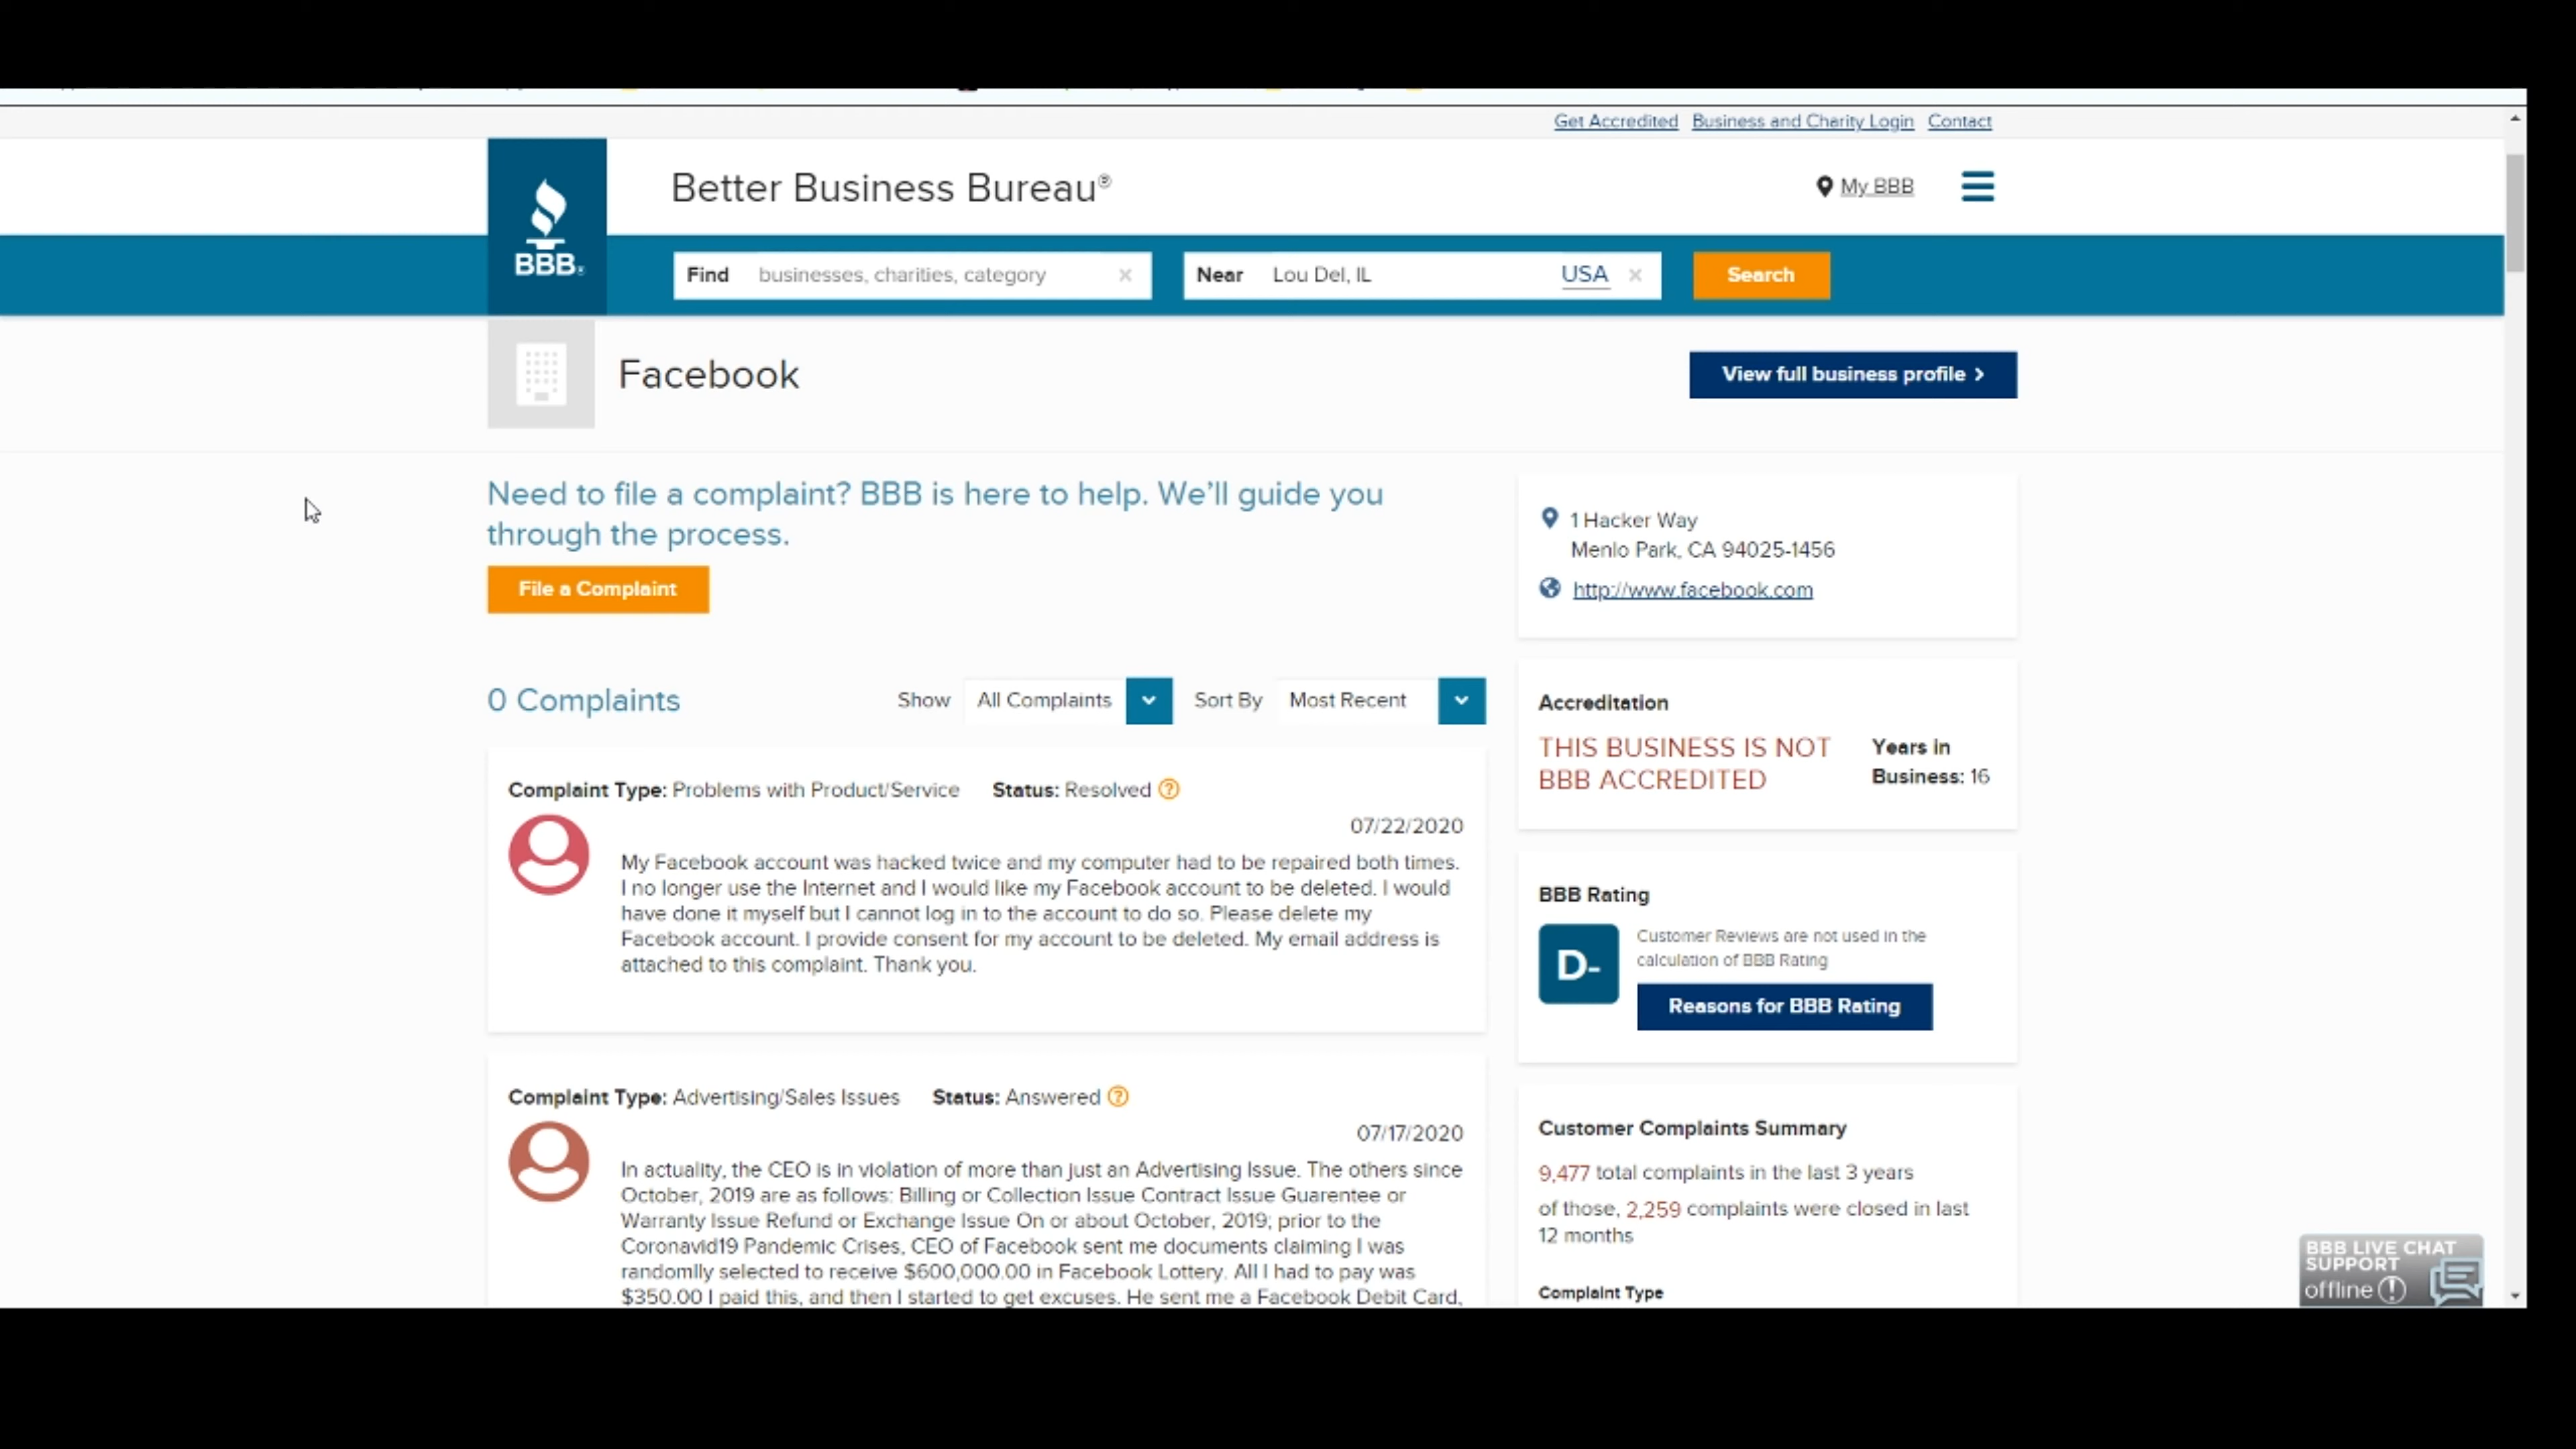 Get Accredited Business and Charity Login Contact
Better Business Bureau®
My BBB
BBB®
Find businesses, charities, category ×
Near Lou Del, IL USA ×
Search
Facebook
View full business profile >
Need to file a complaint? BBB is here to help. We'll guide you
through the process.
File a Complaint
1 Hacker Way
Menlo Park, CA 94025-1456
http://www.facebook.com
0 Complaints
Show All Complaints Sort By Most Recent
Complaint Type: Problems with Product/Service Status: Resolved ?
07/22/2020
My Facebook account was hacked twice and my computer had to be repaired both times.
I no longer use the Internet and I would like my Facebook account to be deleted. I would
have done it myself but I cannot log in to the account to do so. Please delete my
Facebook account. I provide consent for my account to be deleted. My email address is
attached to this complaint. Thank you.
Complaint Type: Advertising/Sales Issues Status: Answered ?
07/17/2020
In actuality, the CEO is in violation of more than just an Advertising Issue. The others since
October, 2019 are as follows: Billing or Collection Issue Contract Issue Guarentee or
Warranty Issue Refund or Exchange Issue On or about October, 2019; prior to the
Coronavid19 Pandemic Crises, CEO of Facebook sent me documents claiming I was
randomlly selected to receive $600,000.00 in Facebook Lottery. All I had to pay was
$350.00 I paid this, and then I started to get excuses. He sent me a Facebook Debit Card,
Accreditation
THIS BUSINESS IS NOT
BBB ACCREDITED
Years in
Business: 16
BBB Rating
D-
Customer Reviews are not used in the
calculation of BBB Rating
Reasons for BBB Rating
Customer Complaints Summary
9,477 total complaints in the last 3 years
of those, 2,259 complaints were closed in last
12 months
Complaint Type
BBB LIVE CHAT
SUPPORT
offline